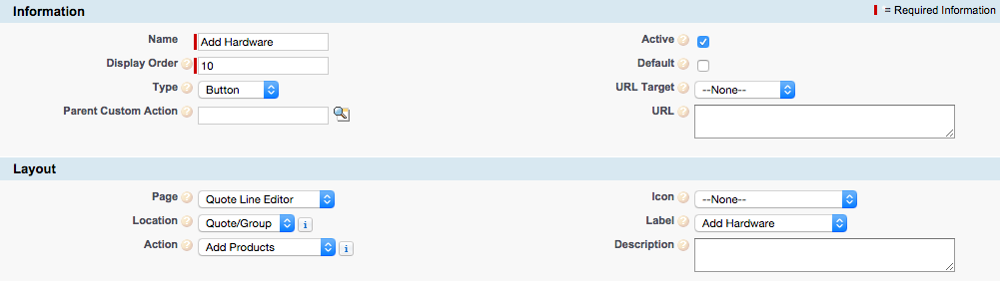 Information
= Required Information
Name Add Hardware Active
Display Order 10 Default
Type Button URL Target --None--
Parent Custom Action URL
Layout
Page Quote Line Editor Icon --None--
Location Quote/Group i Label Add Hardware
Action Add Products i Description